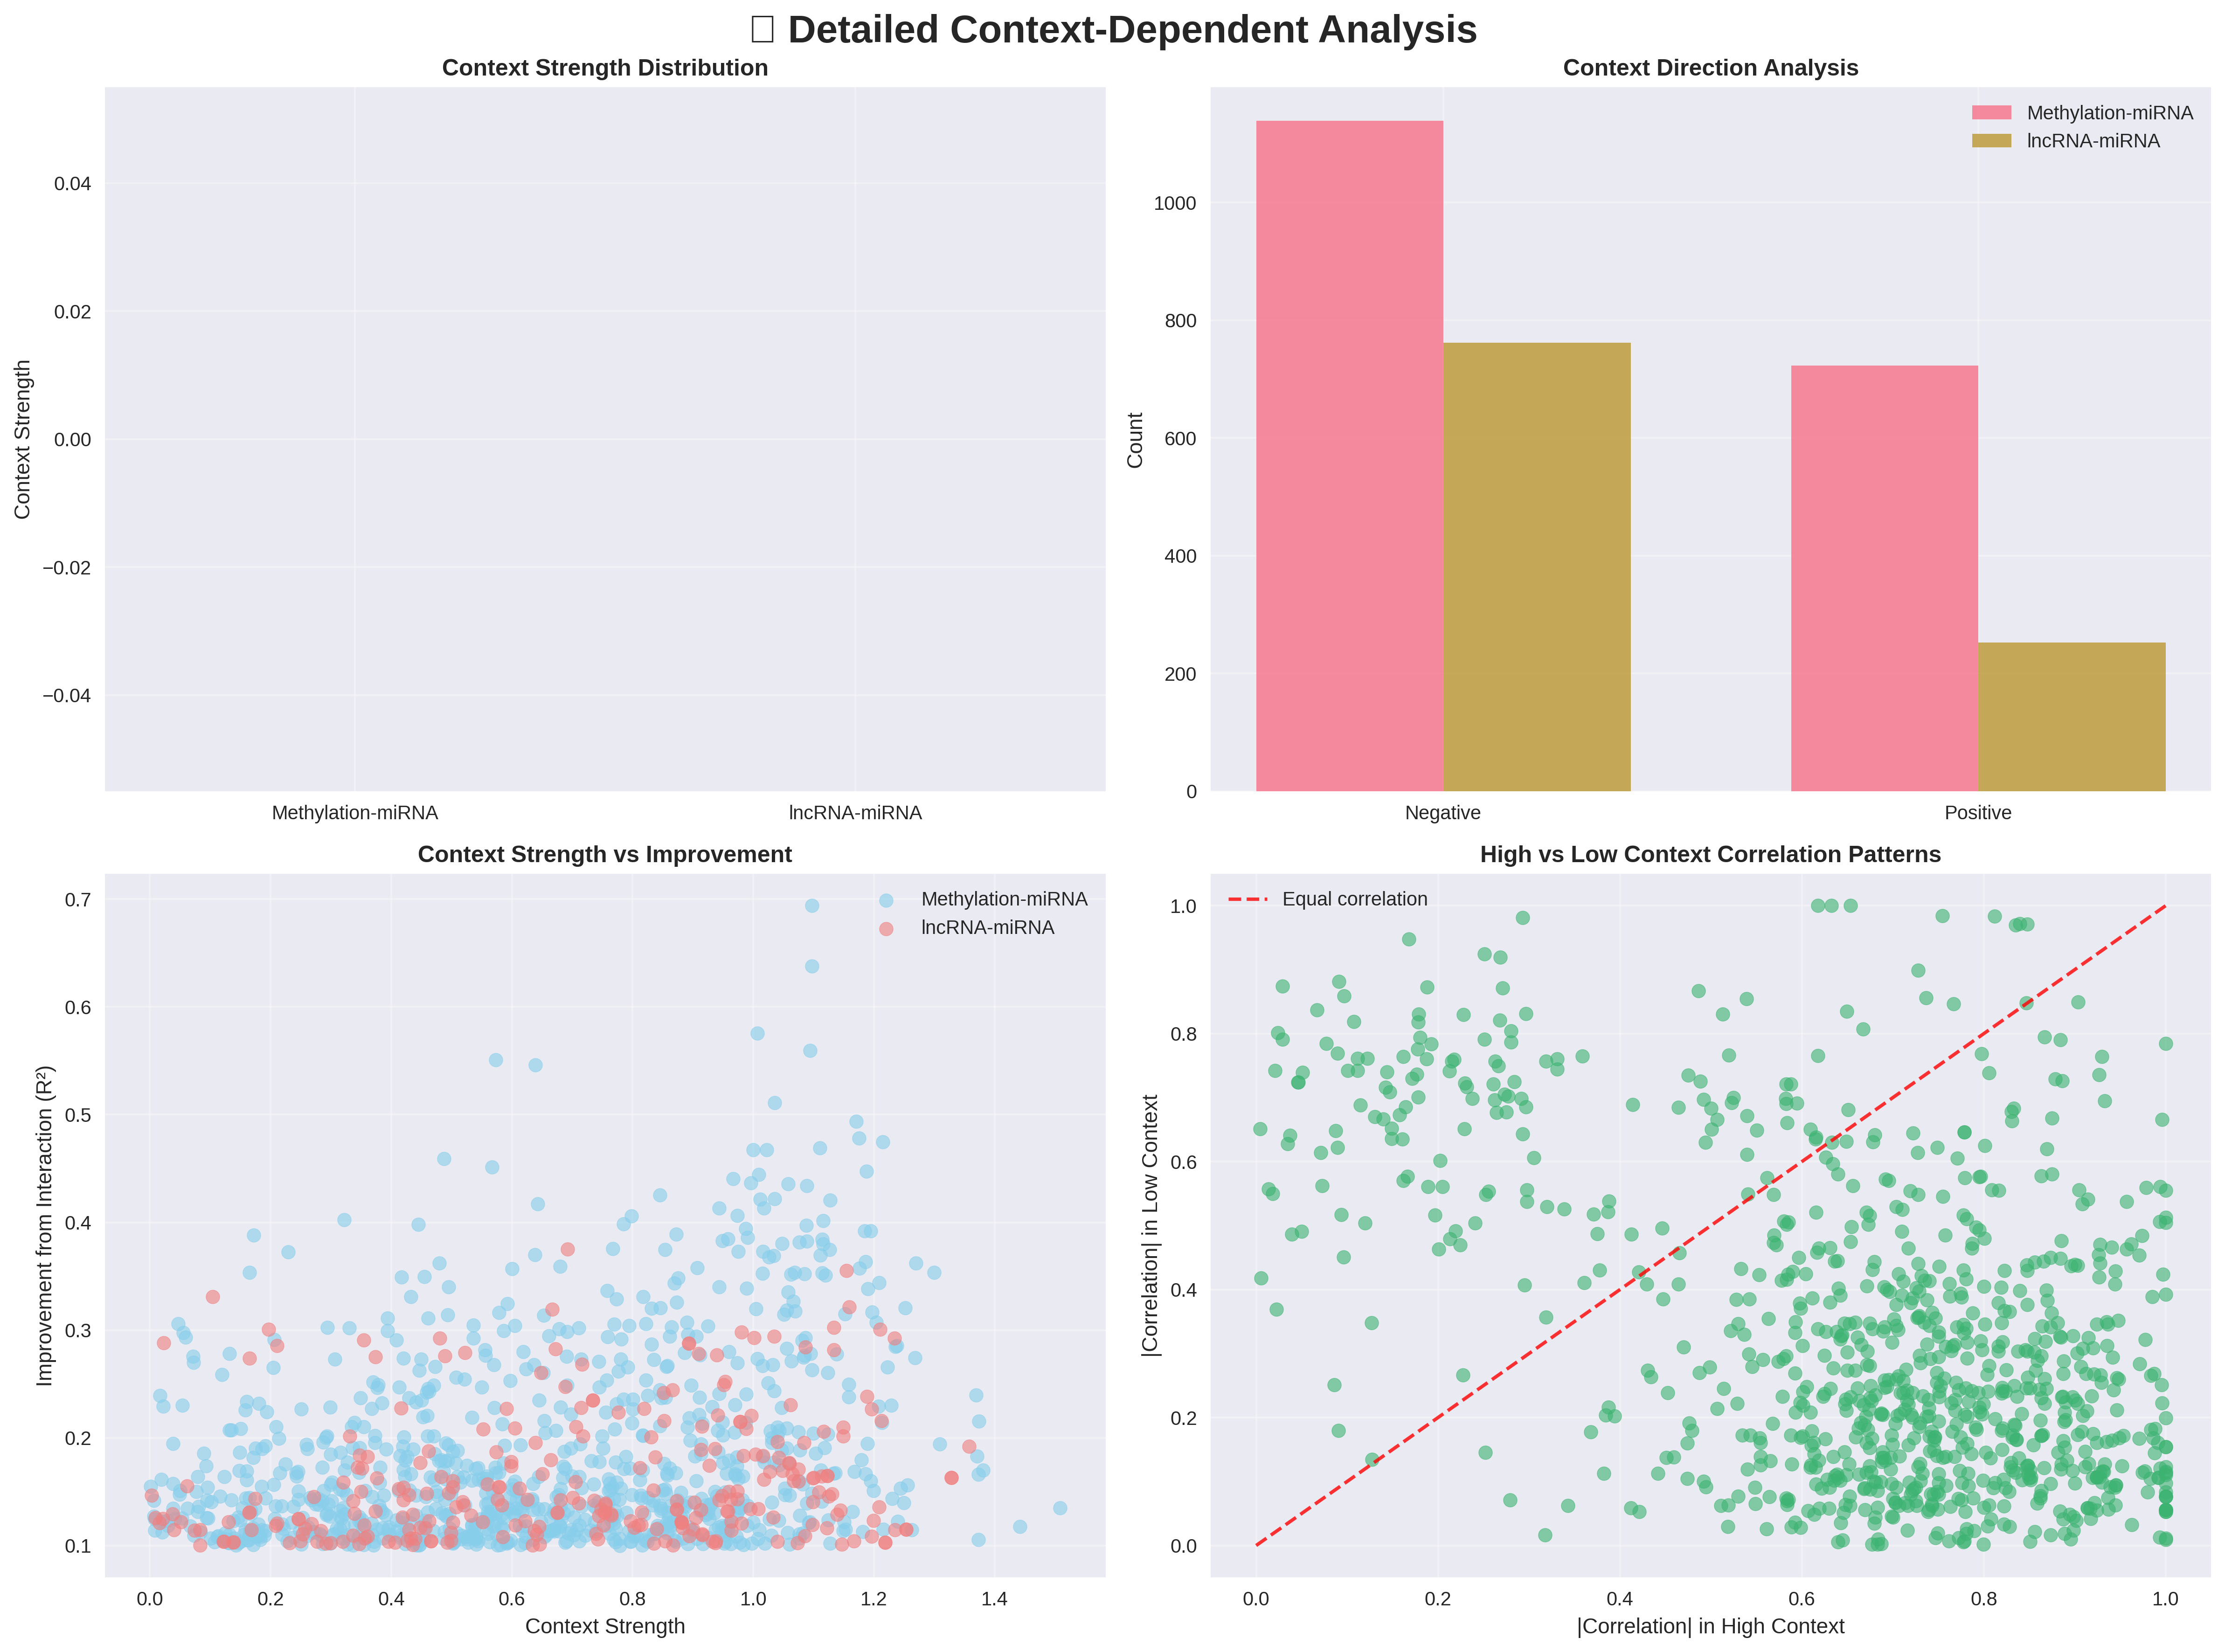 Detailed Context-Dependent Analysis
Context Strength Distribution
Context Strength
0.04
0.02
0.00
−0.02
−0.04
Methylation-miRNA
lncRNA-miRNA
Context Direction Analysis
Methylation-miRNA
lncRNA-miRNA
Count
1000
800
600
400
200
0
Negative
Positive
Context Strength vs Improvement
Methylation-miRNA
lncRNA-miRNA
Improvement from Interaction (R²)
0.7
0.6
0.5
0.4
0.3
0.2
0.1
0.0 0.2 0.4 0.6 0.8 1.0 1.2 1.4
Context Strength
High vs Low Context Correlation Patterns
Equal correlation
|Correlation| in Low Context
1.0
0.8
0.6
0.4
0.2
0.0
0.0 0.2 0.4 0.6 0.8 1.0
|Correlation| in High Context